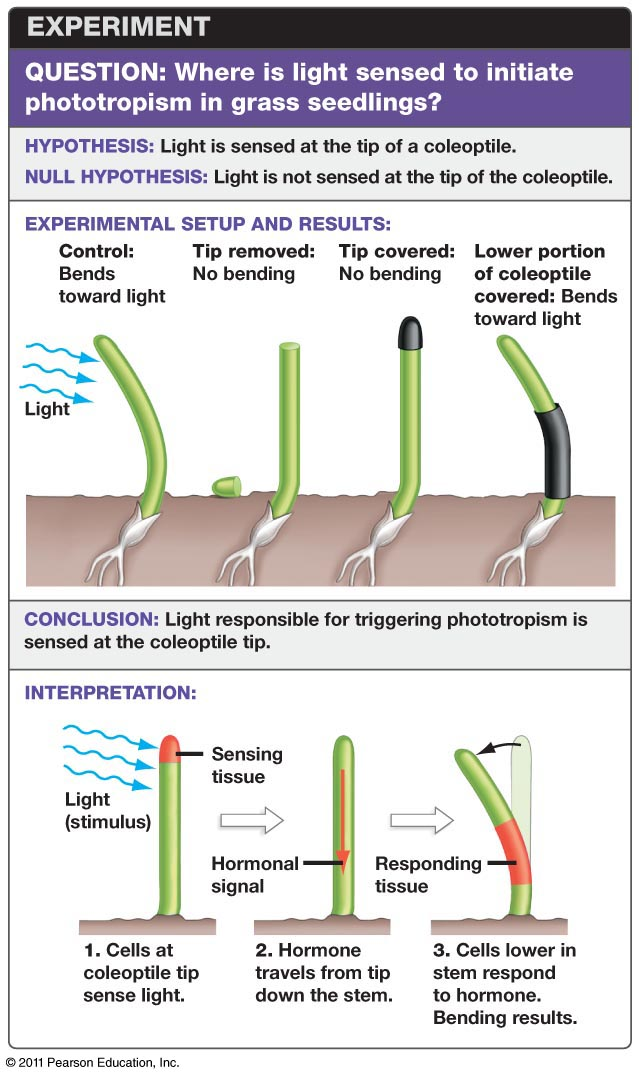 EXPERIMENT
QUESTION: Where is light sensed to initiate
phototropism in grass seedlings?
HYPOTHESIS: Light is sensed at the tip of a coleoptile.
NULL HYPOTHESIS: Light is not sensed at the tip of the coleoptile.
EXPERIMENTAL SETUP AND RESULTS:
Control:
Bends
toward light
Tip removed:
No bending
Tip covered:
No bending
Lower portion
of coleoptile
covered: Bends
toward light
Light
CONCLUSION: Light responsible for triggering phototropism is
sensed at the coleoptile tip.
INTERPRETATION:
Light
(stimulus)
Sensing
tissue
Hormonal
signal
Responding
tissue
1. Cells at
coleoptile tip
sense light.
2. Hormone
travels from tip
down the stem.
3. Cells lower in
stem respond
to hormone.
Bending results.
© 2011 Pearson Education, Inc.